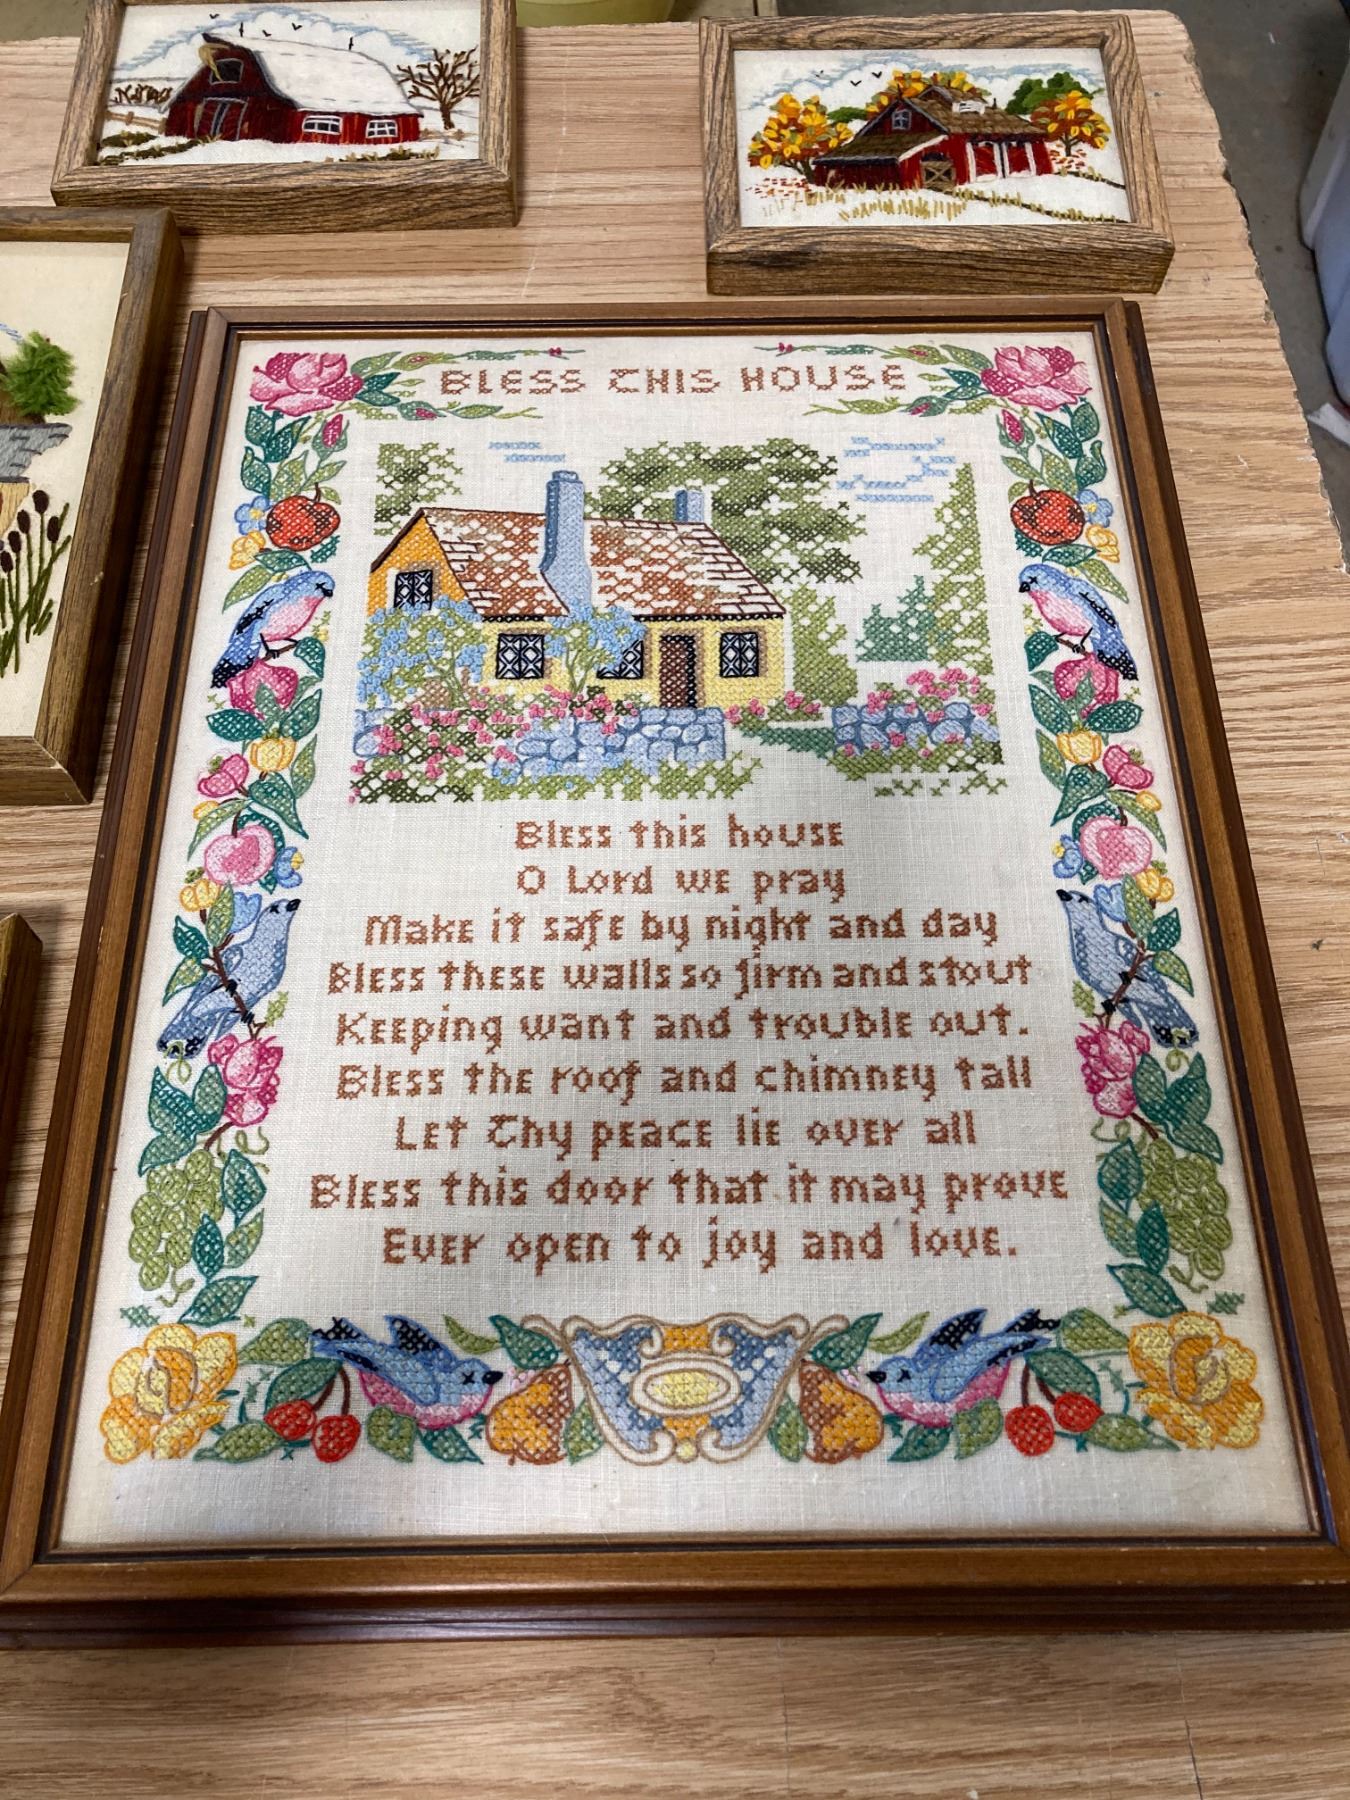 BLESS THIS HOUSE
Bless this house
O Lord we pray
Make it safe by night and day
Bless these walls so firm and stout
Keeping want and trouble out.
Bless the roof and chimney tall
Let Thy peace lie over all
Bless this door that it may prove
Ever open to joy and love.